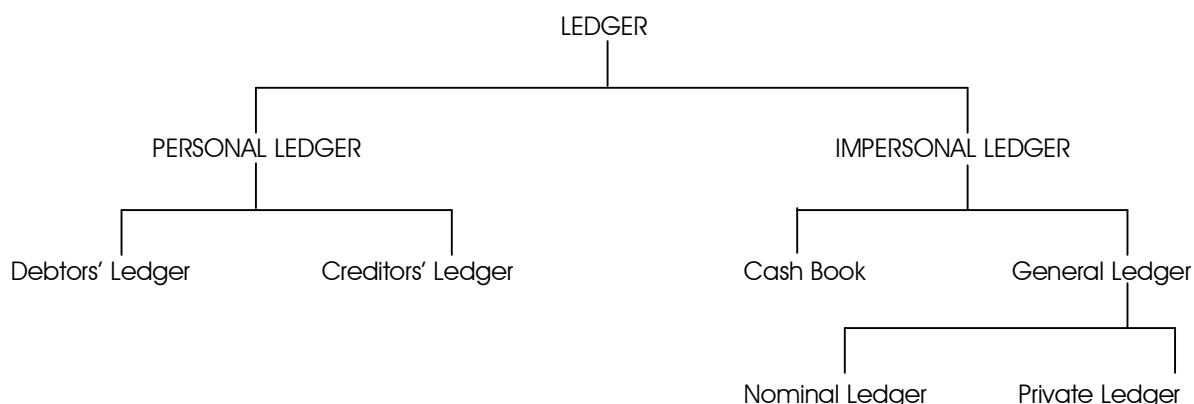 LEDGER
PERSONAL LEDGER IMPERSONAL LEDGER
Debtors’ Ledger Creditors’ Ledger Cash Book General Ledger
Nominal Ledger Private Ledger